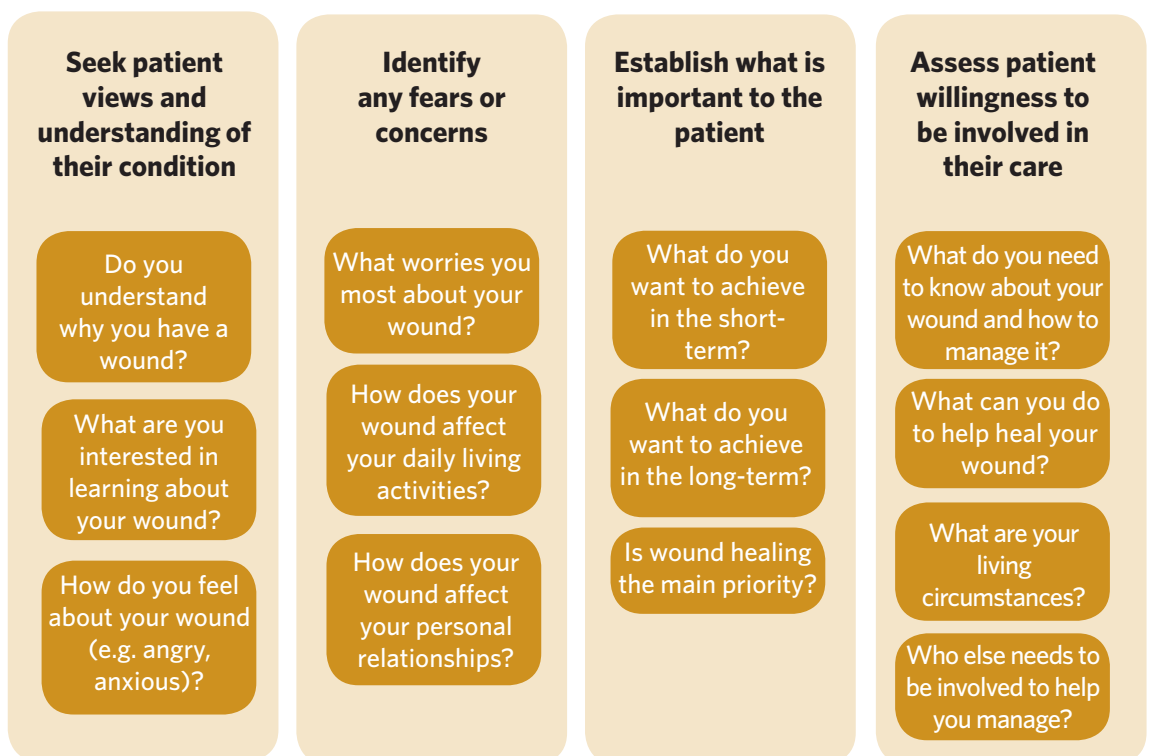 Seek patient
views and
understanding of
their condition
Do you
understand
why you have a
wound?
What are you
interested in
learning about
your wound?
How do you feel
about your wound
(e.g. angry,
anxious)?
Identify
any fears or
concerns
What worries you
most about your
wound?
How does your
wound affect
your daily living
activities?
How does your
wound affect
your personal
relationships?
Establish what is
important to the
patient
What do you
want to achieve
in the short-
term?
What do you
want to achieve
in the long-term?
Is wound healing
the main priority?
Assess patient
willingness to
be involved in
their care
What do you need
to know about your
wound and how to
manage it?
What can you do
to help heal your
wound?
What are your
living
circumstances?
Who else needs to
be involved to help
you manage?